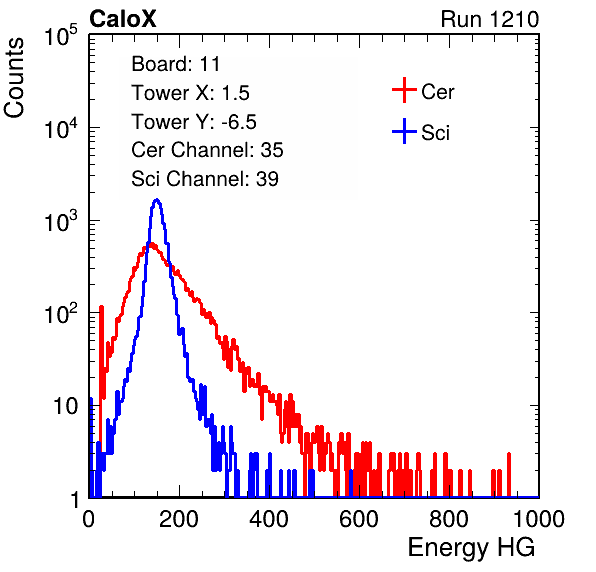 CaloX Run 1210
Counts
10^5
10^4
10^3
10^2
10
1
Board: 11
Tower X: 1.5
Tower Y: -6.5
Cer Channel: 35
Sci Channel: 39
Cer
Sci
0 200 400 600 800 1000
Energy HG